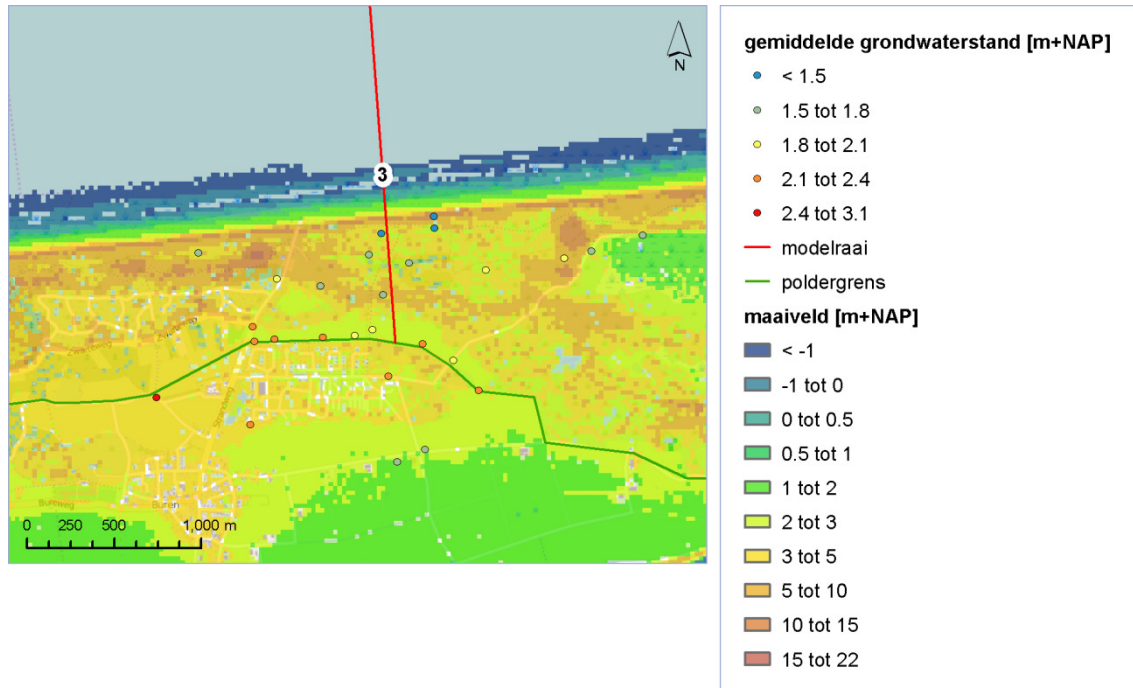 N
3
Strandweg
Buren
Bureweg
0 250 500 1,000 m
gemiddelde grondwaterstand [m+NAP]
< 1.5
1.5 tot 1.8
1.8 tot 2.1
2.1 tot 2.4
2.4 tot 3.1
modelraai
poldergrens
maaiveld [m+NAP]
< -1
-1 tot 0
0 tot 0.5
0.5 tot 1
1 tot 2
2 tot 3
3 tot 5
5 tot 10
10 tot 15
15 tot 22